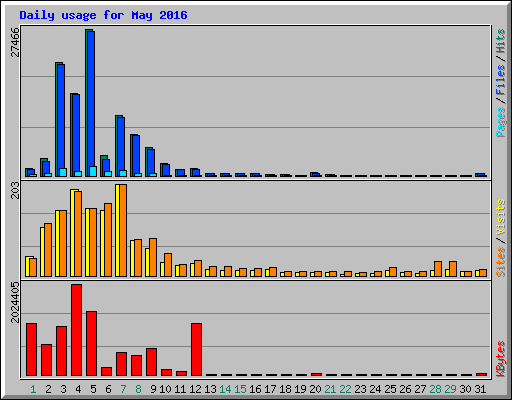 Daily usage for May 2016
27466
Pages / Files / Hits
203
Sites / Visits
2024405
KBytes
1 2 3 4 5 6 7 8 9 10 11 12 13 14 15 16 17 18 19 20 21 22 23 24 25 26 27 28 29 30 31